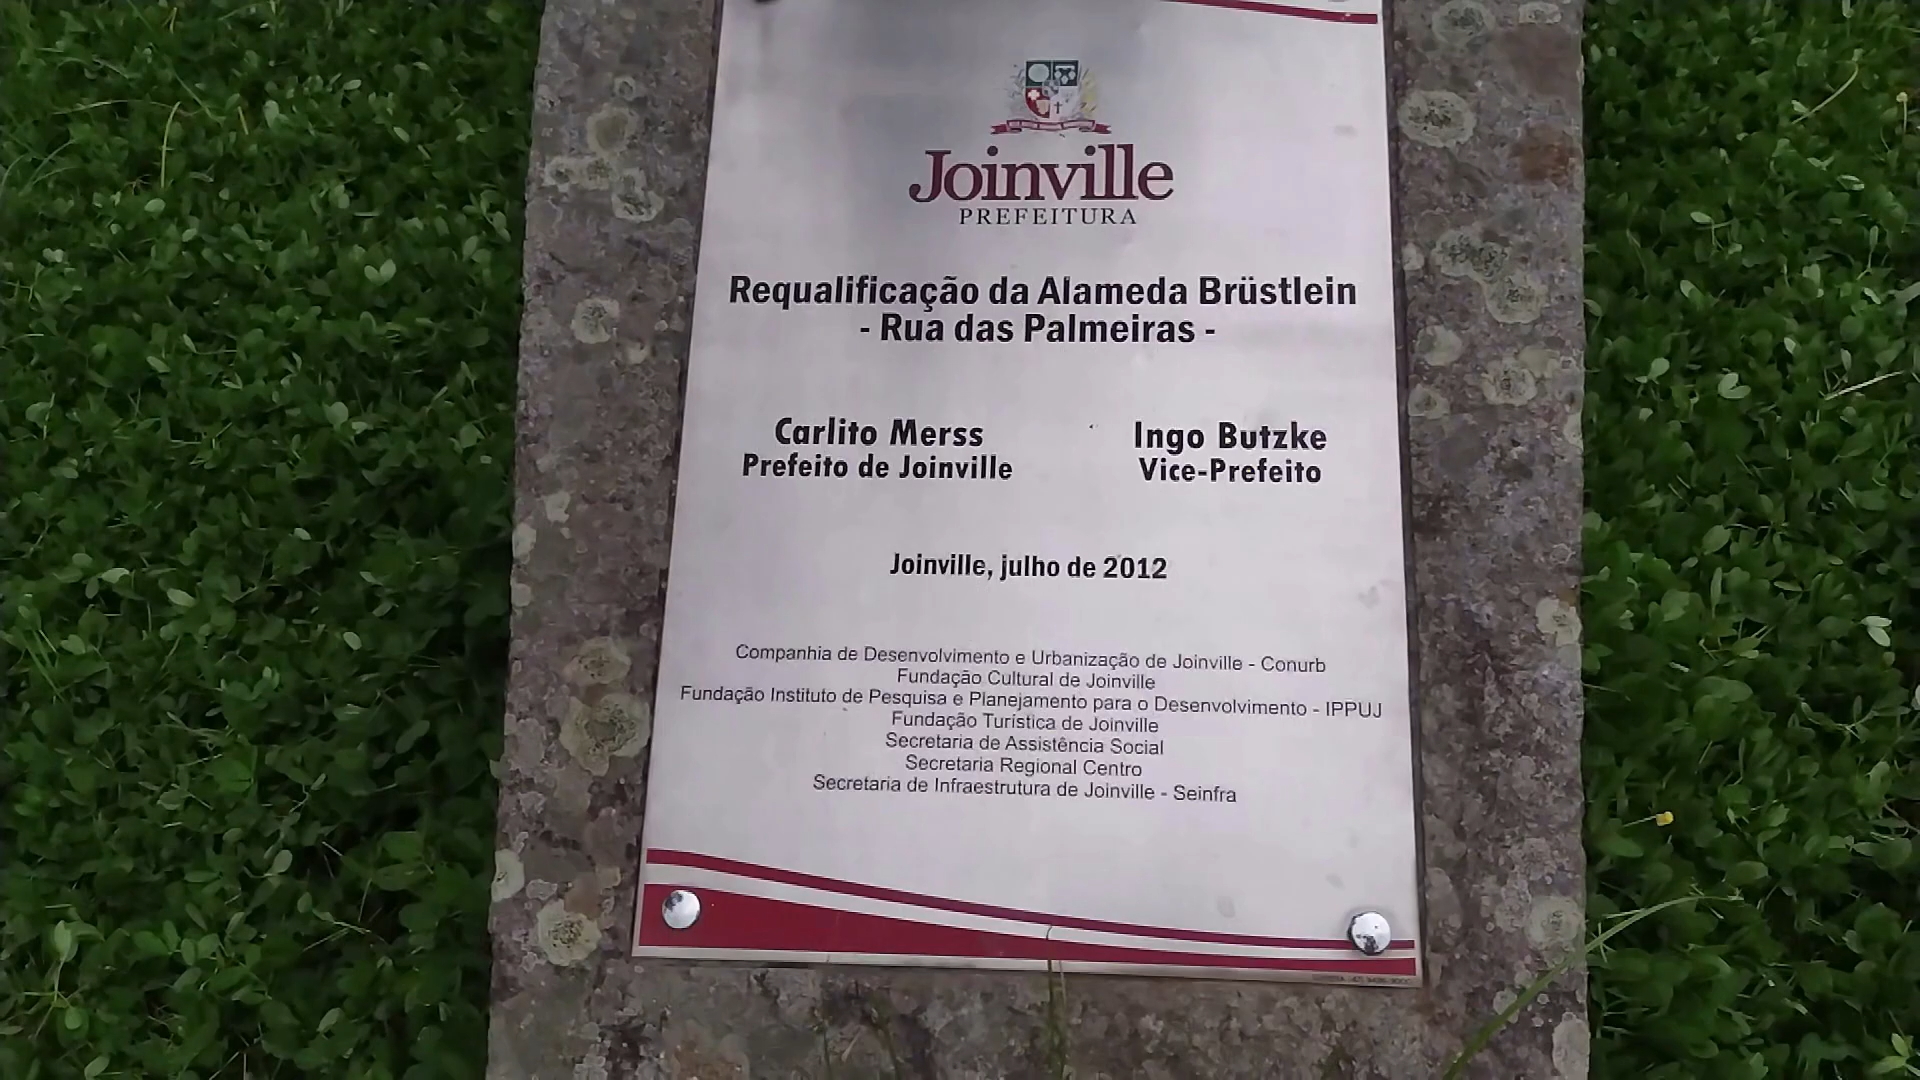 Joinville
PREFEITURA
Requalificação da Alameda Brüstlein
- Rua das Palmeiras -
Carlito Merss
Prefeito de Joinville
Ingo Butzke
Vice-Prefeito
Joinville, julho de 2012
Companhia de Desenvolvimento e Urbanização de Joinville - Conurb
Fundação Cultural de Joinville
Fundação Instituto de Pesquisa e Planejamento para o Desenvolvimento - IPPUJ
Fundação Turística de Joinville
Secretaria de Assistência Social
Secretaria Regional Centro
Secretaria de Infraestrutura de Joinville - Seinfra